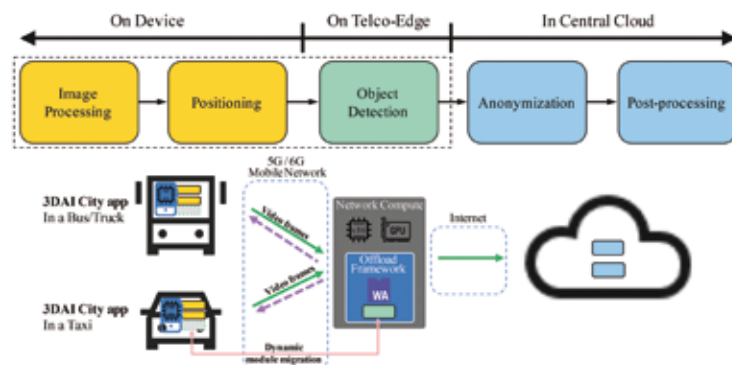 On Device
On Telco-Edge
In Central Cloud
Image
Processing
Positioning
Object
Detection
Anonymization
Post-processing
5G / 6G
Mobile Network
3DAI City app
In a Bus/Truck
Video frames
Network Compute
GPU
Internet
Offload
Framework
WA
Video frames
3DAI City app
In a Taxi
Dynamic
module migration